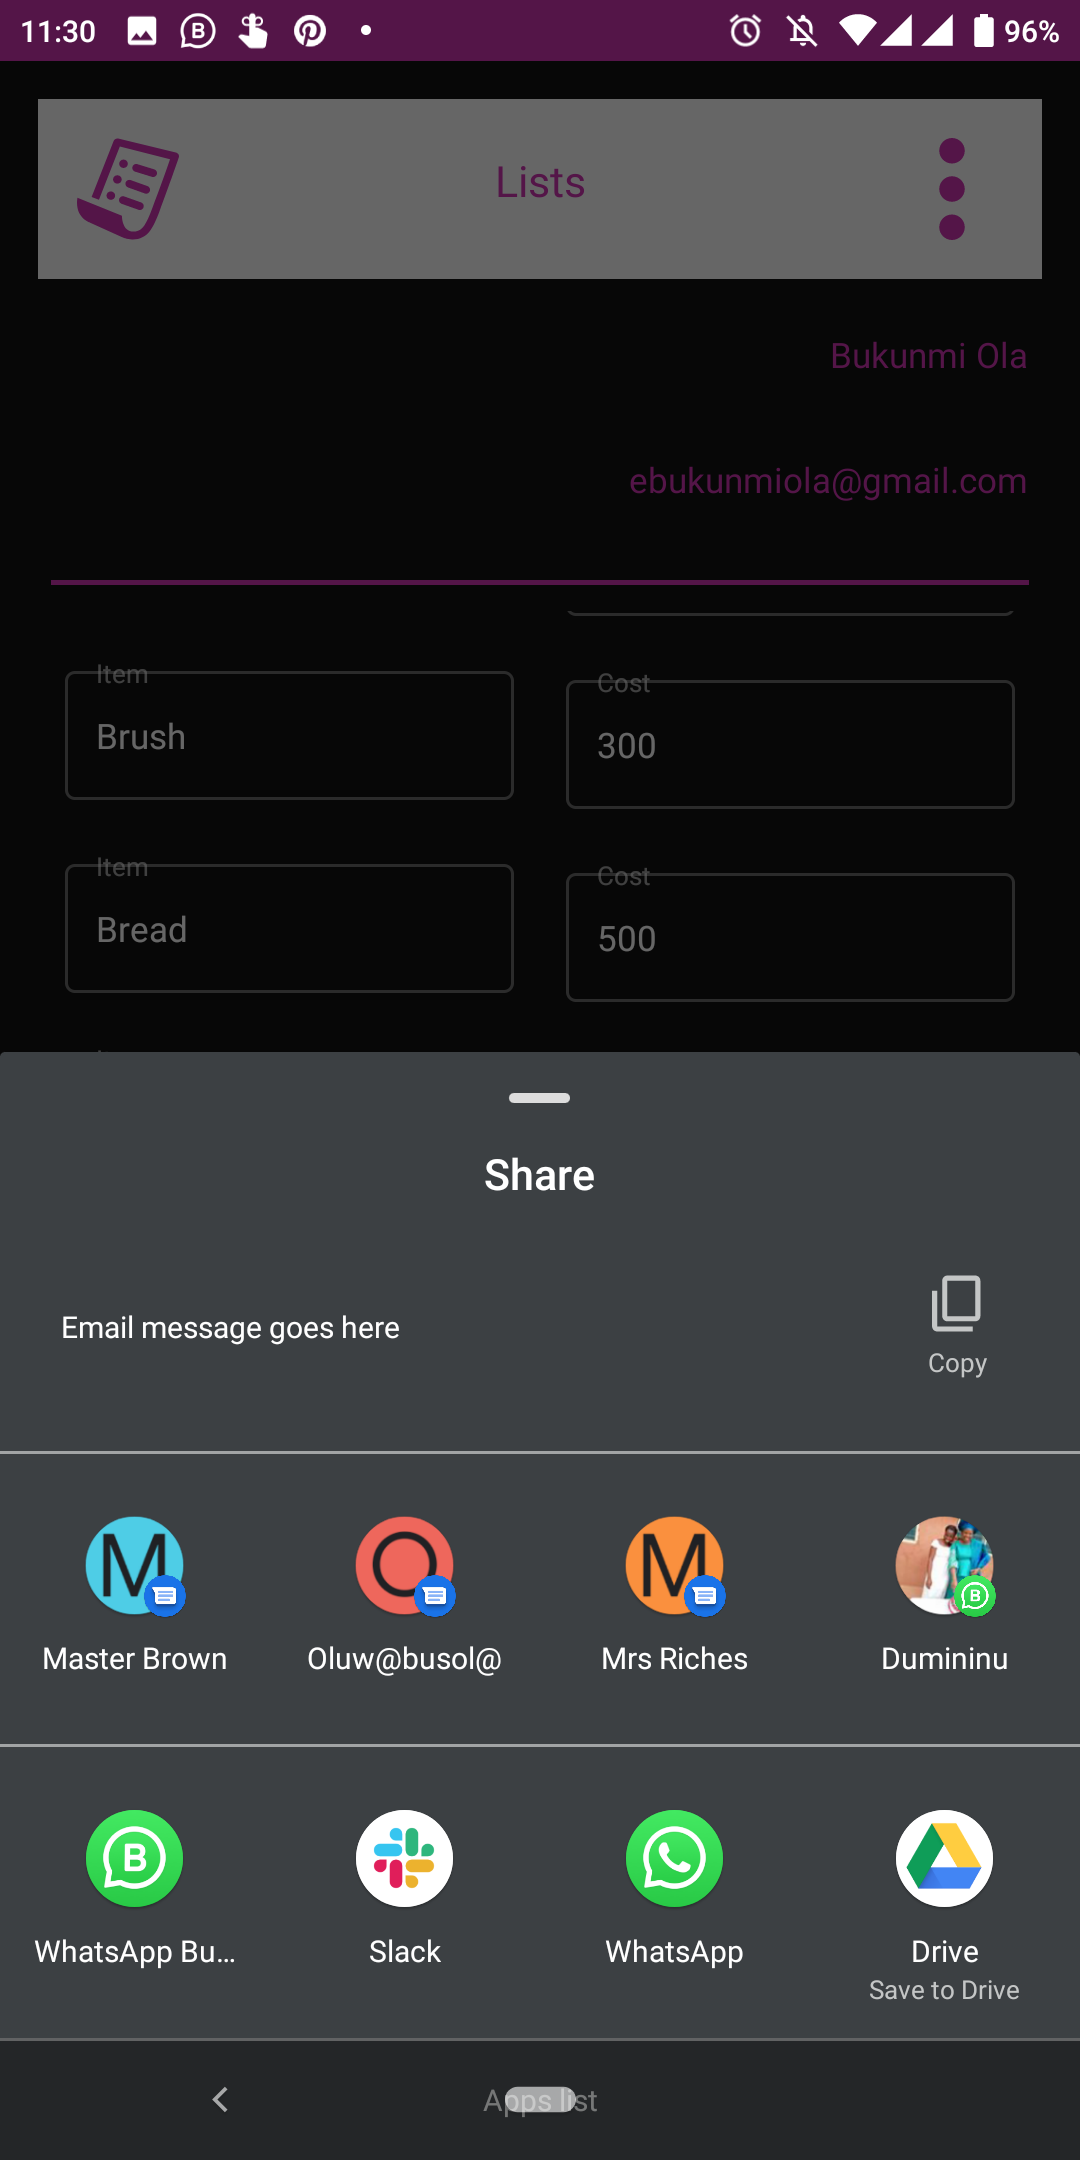 11:30
96%
Lists
Bukunmi Ola
ebukunmiola@gmail.com
Item
Cost
Brush
300
Item
Cost
Bread
500
Share
Email message goes here
Copy
M
O
M
B
Master Brown
Oluw@busol@
Mrs Riches
Dumininu
B
WhatsApp Bu...
Slack
WhatsApp
Drive
Save to Drive
Apps list